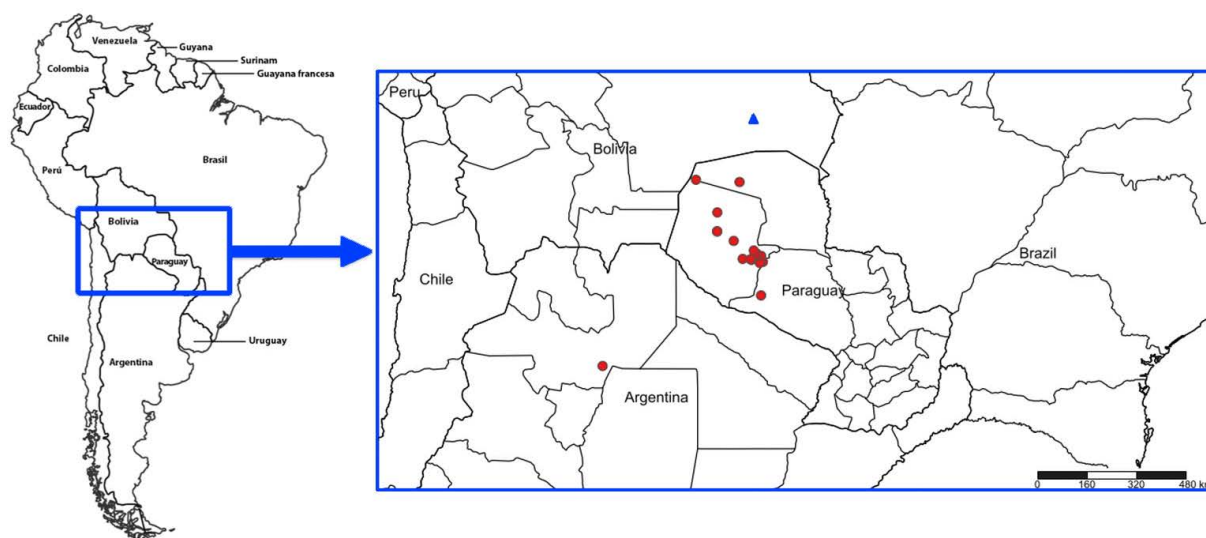 Venezuela
Guyana
Surinam
Guayana francesa
Colombia
Ecuador
Perú
Brasil
Bolivia
Paraguay
Chile
Uruguay
Argentina
Peru
Bolivia
Chile
Paraguay
Brazil
Argentina
0 160 320 480 km